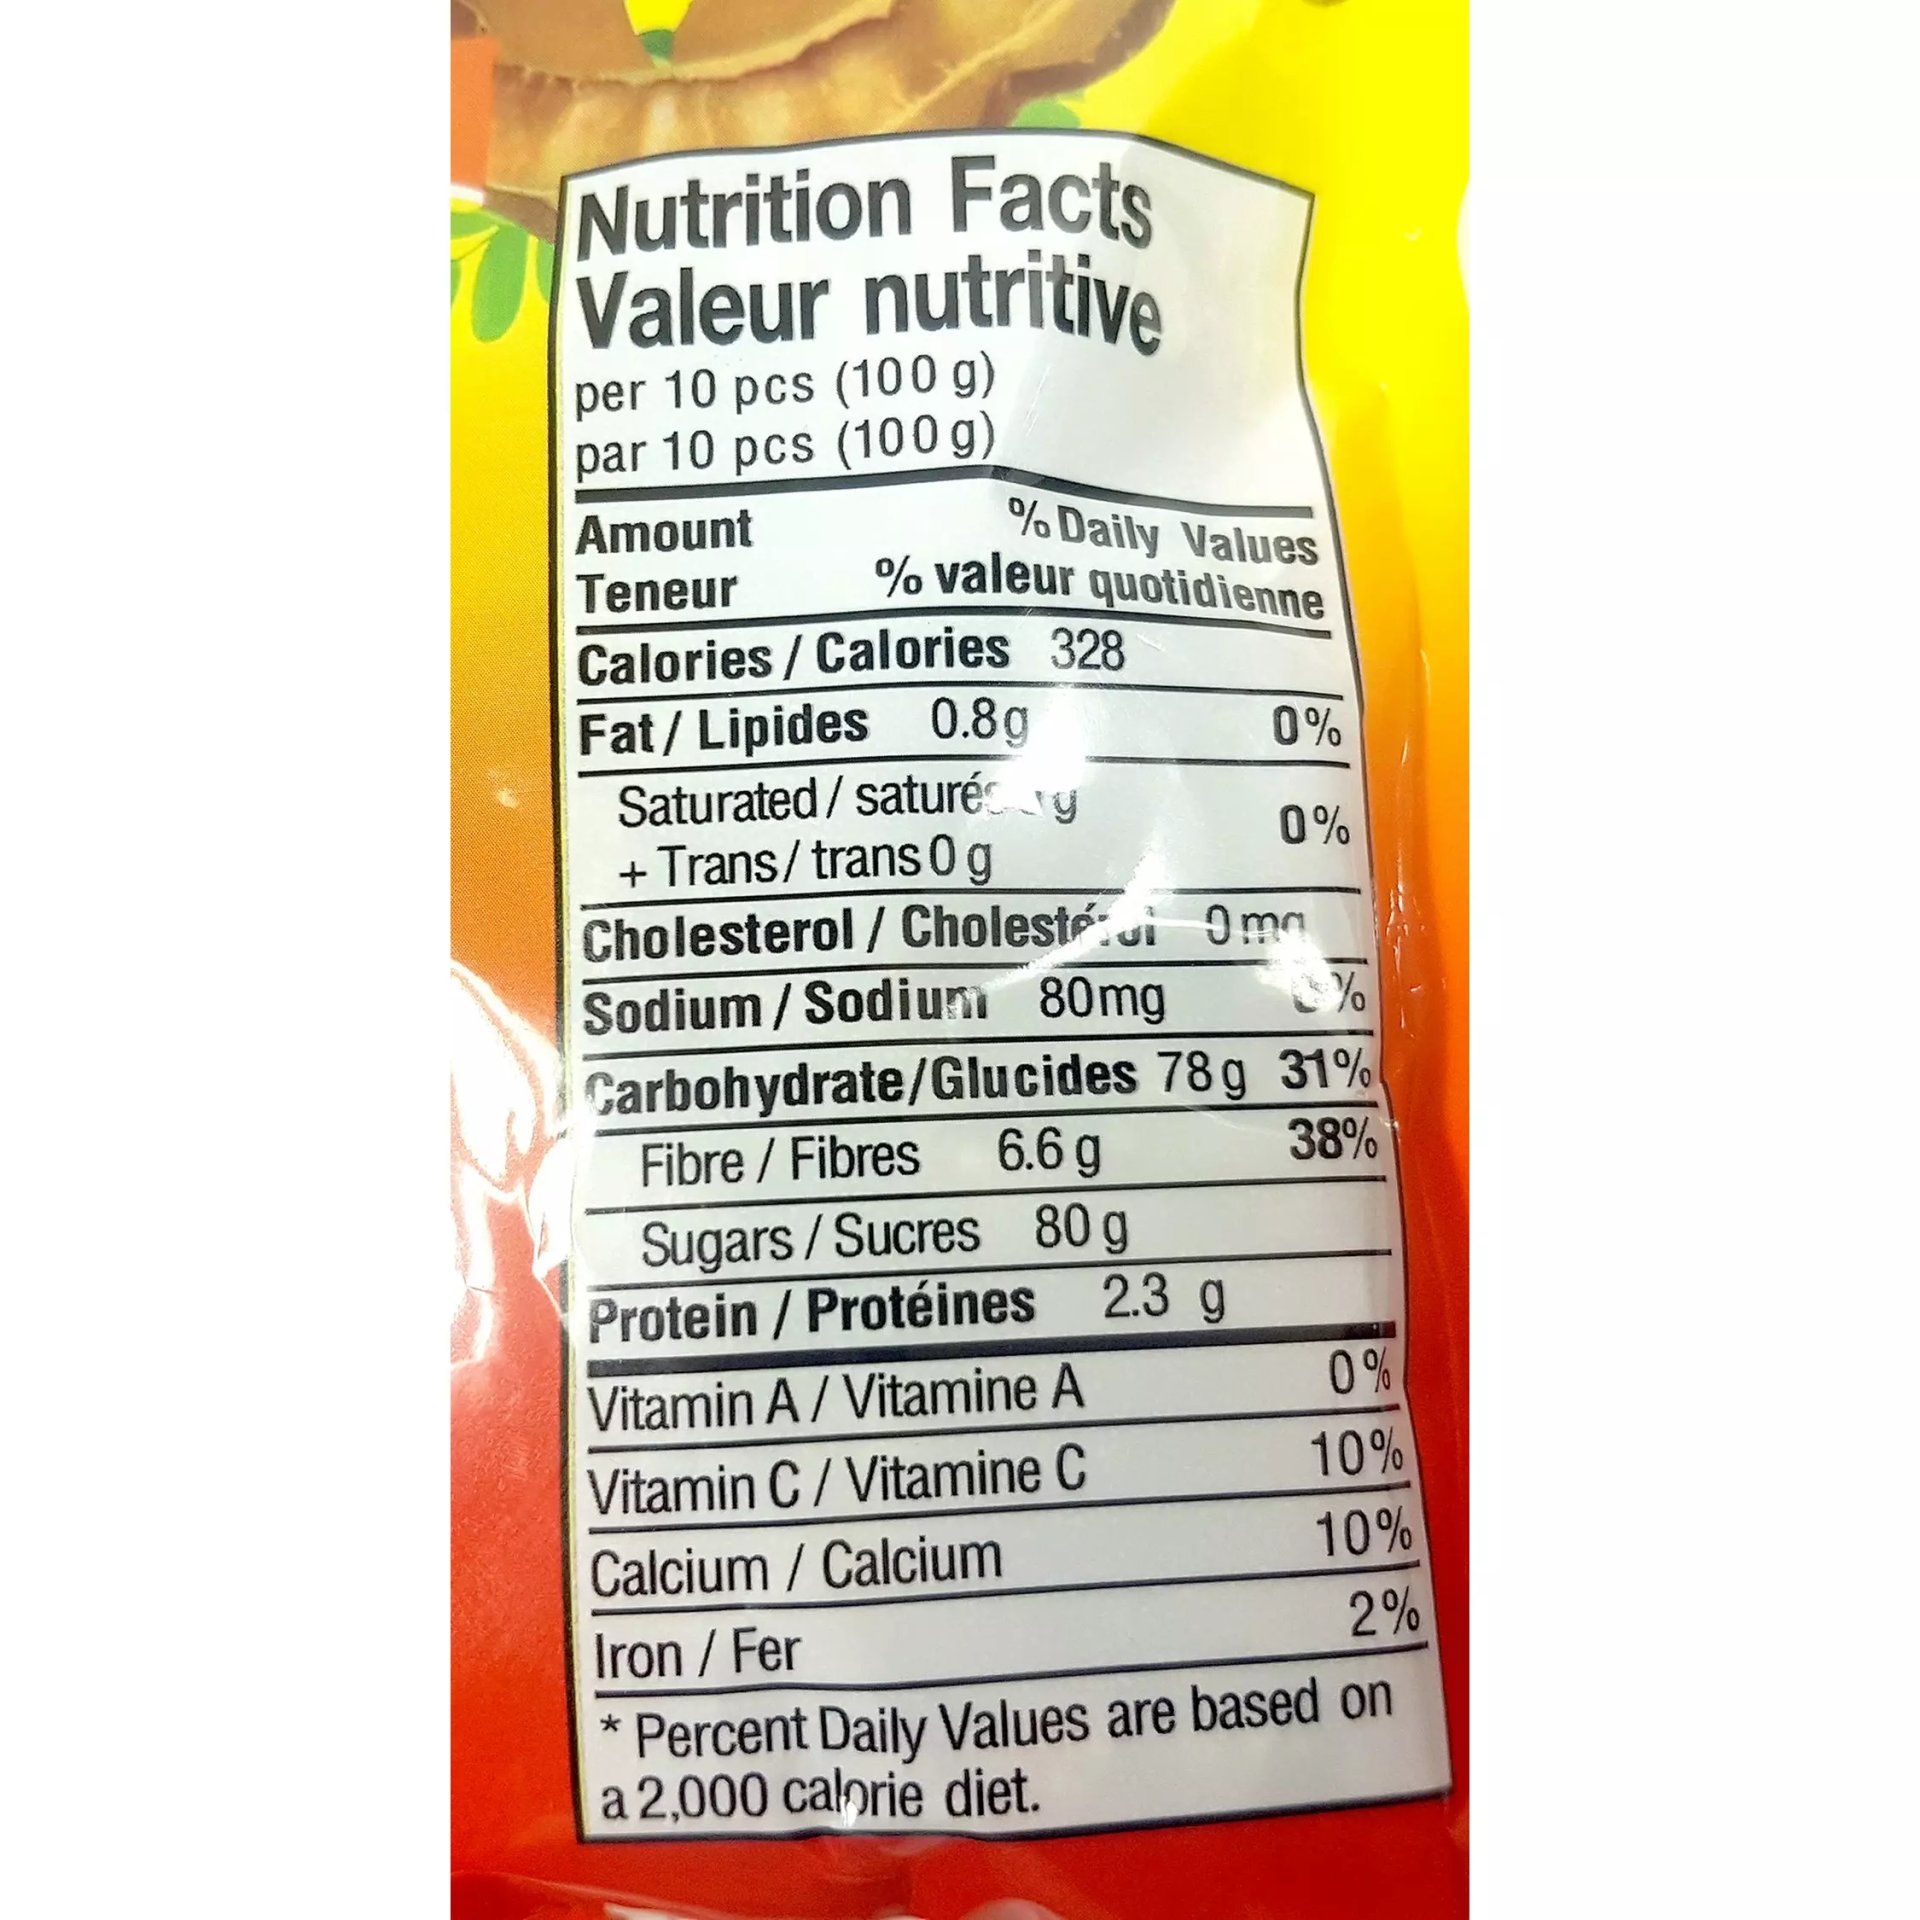 Nutrition Facts
Valeur nutritive
per 10 pcs (100 g)
par 10 pcs (100 g)
Amount % Daily Values
Teneur % valeur quotidienne
Calories / Calories 328
Fat / Lipides 0.8g 0%
Saturated / saturés g
0%
+ Trans / trans 0 g
Cholesterol / Cholestérol 0 mg
Sodium / Sodium 80mg
Carbohydrate/Glucides 78 g 31%
Fibre / Fibres 6.6 g 38%
Sugars / Sucres 80 g
Protein / Protéines 2.3 g
Vitamin A / Vitamine A 0%
Vitamin C / Vitamine C 10%
Calcium / Calcium 10%
Iron / Fer 2%
* Percent Daily Values are based on
a 2,000 calorie diet.